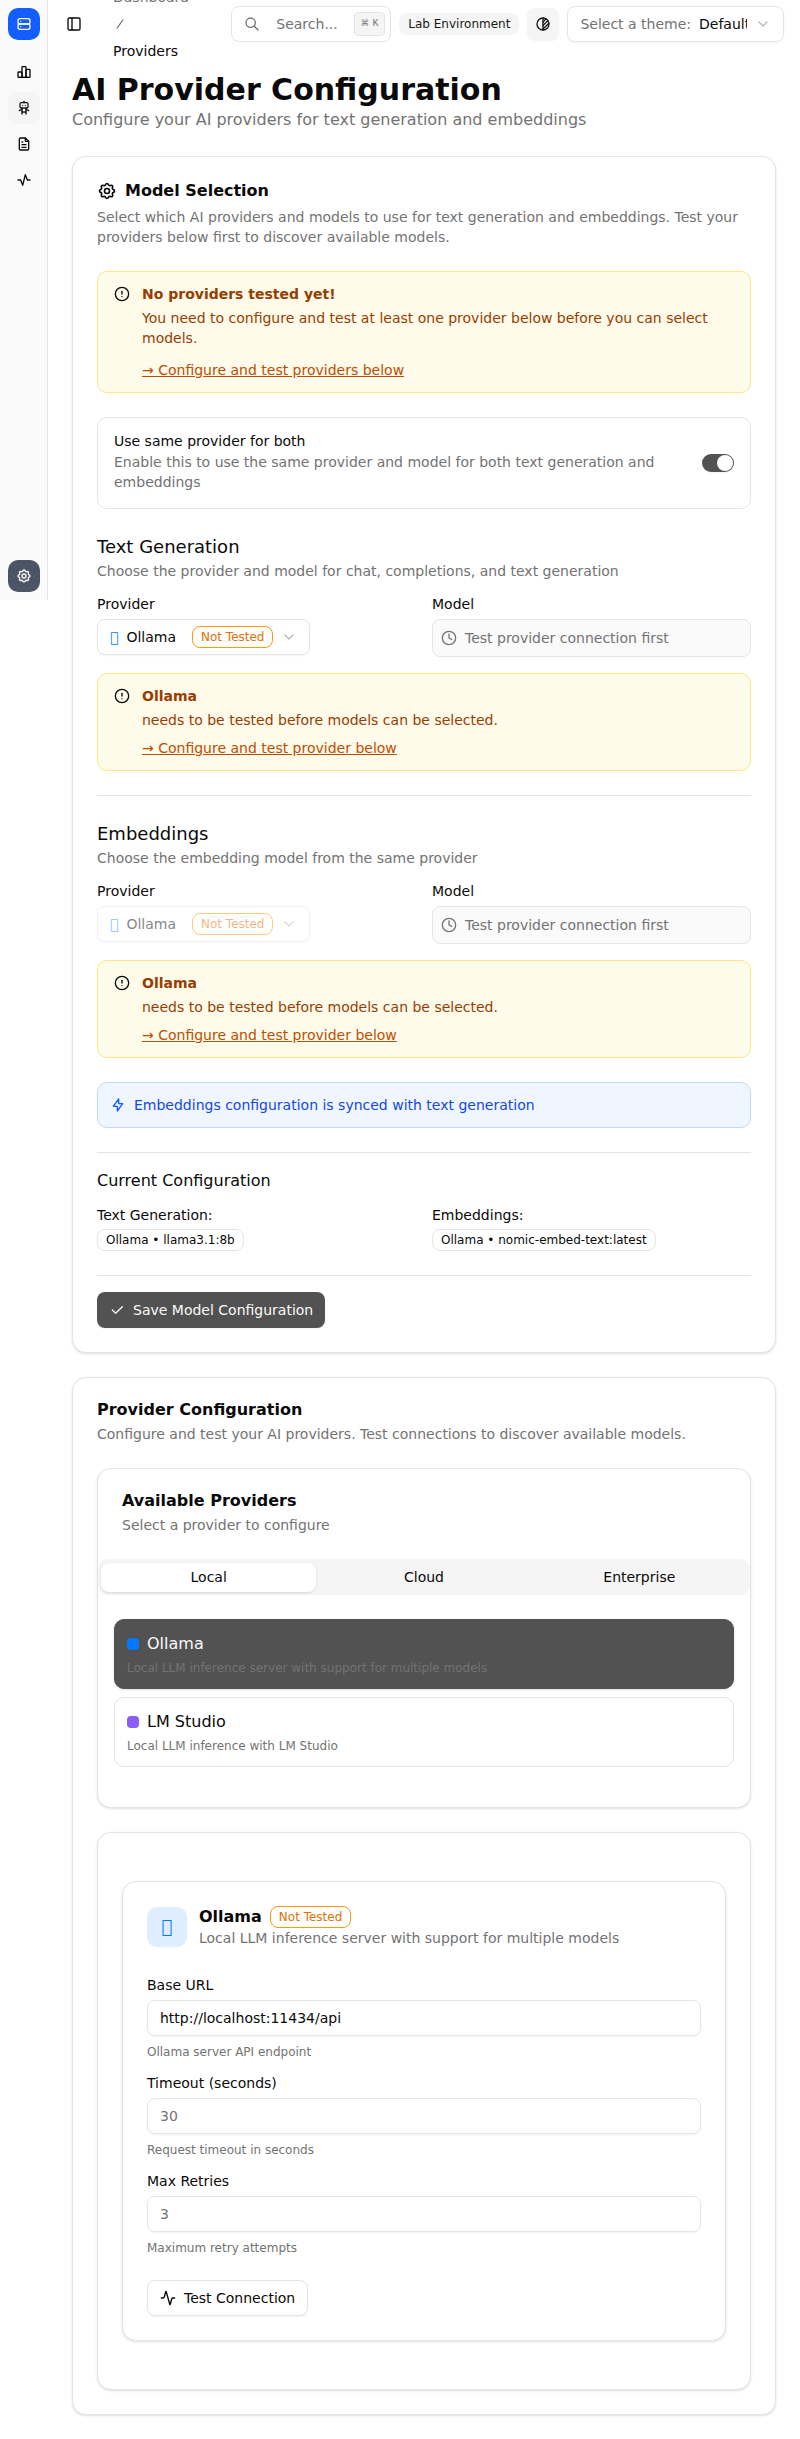 Dashboard
/
Providers
Search...
⌘ K
Lab Environment
Select a theme: Default
AI Provider Configuration
Configure your AI providers for text generation and embeddings
Model Selection
Select which AI providers and models to use for text generation and embeddings. Test your
providers below first to discover available models.
No providers tested yet!
You need to configure and test at least one provider below before you can select
models.
→ Configure and test providers below
Use same provider for both
Enable this to use the same provider and model for both text generation and
embeddings
Text Generation
Choose the provider and model for chat, completions, and text generation
Provider
Model
Ollama Not Tested
Test provider connection first
Ollama
needs to be tested before models can be selected.
→ Configure and test provider below
Embeddings
Choose the embedding model from the same provider
Provider
Model
Ollama Not Tested
Test provider connection first
Ollama
needs to be tested before models can be selected.
→ Configure and test provider below
Embeddings configuration is synced with text generation
Current Configuration
Text Generation:
Embeddings:
Ollama • llama3.1:8b
Ollama • nomic-embed-text:latest
Save Model Configuration
Provider Configuration
Configure and test your AI providers. Test connections to discover available models.
Available Providers
Select a provider to configure
Local
Cloud
Enterprise
Ollama
Local LLM inference server with support for multiple models
LM Studio
Local LLM inference with LM Studio
Ollama Not Tested
Local LLM inference server with support for multiple models
Base URL
http://localhost:11434/api
Ollama server API endpoint
Timeout (seconds)
30
Request timeout in seconds
Max Retries
3
Maximum retry attempts
Test Connection